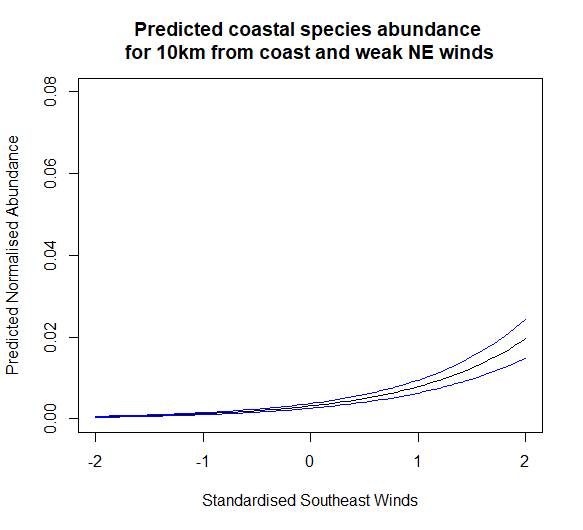 Predicted coastal species abundance
for 10km from coast and weak NE winds
Predicted Normalised Abundance
0.08
0.06
0.04
0.02
0.00
-2 -1 0 1 2
Standardised Southeast Winds